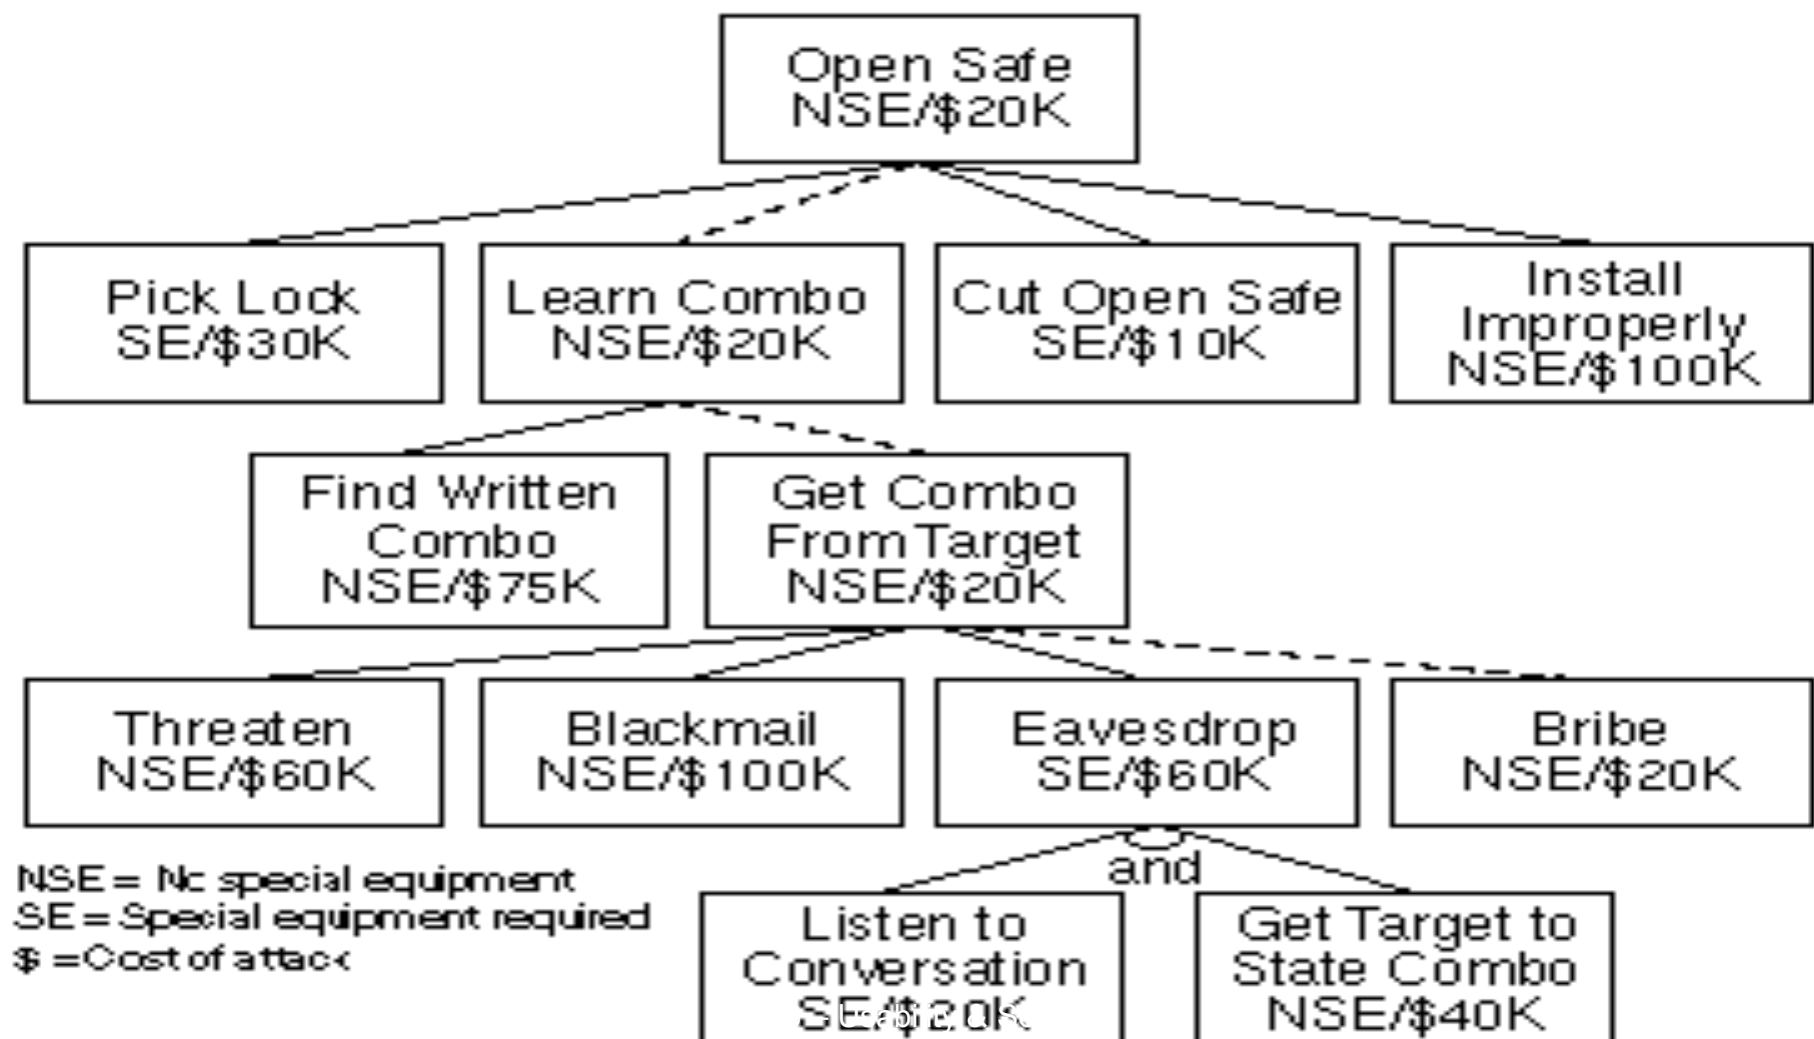 Open Safe
NSE/$20K
Pick Lock
SE/$30K
Learn Combo
NSE/$20K
Cut Open Safe
SE/$10K
Install
Improperly
NSE/$100K
Find Written
Combo
NSE/$75K
Get Combo
From Target
NSE/$20K
Threaten
NSE/$60K
Blackmail
NSE/$100K
Eavesdrop
SE/$60K
Bribe
NSE/$20K
and
NSE = No special equipment
SE = Special equipment required
$ = Cost of attack
Listen to
Conversation
SE/$20K
Get Target to
State Combo
NSE/$40K
Usability &